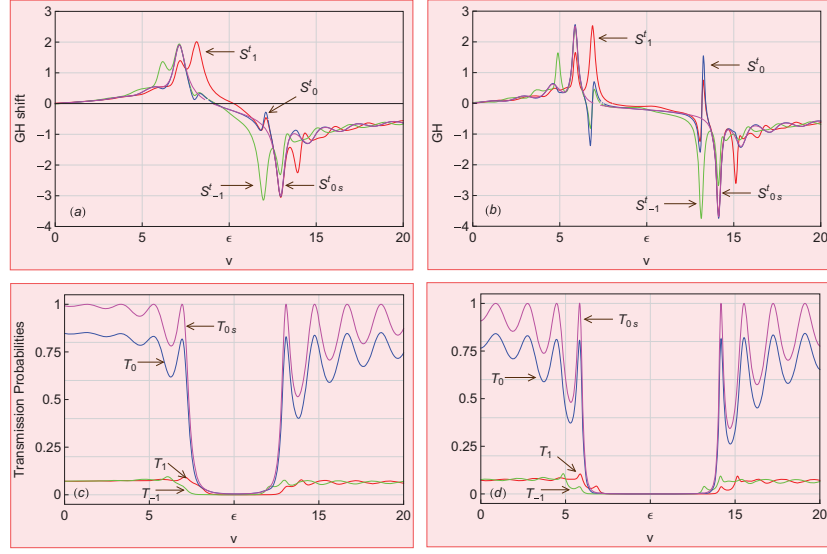 GH shift
3
2
1
0
−1
−2
−3
−4
0
5
ϵ
15
20
v
S^t_1
S^t_0
S^t_{-1}
S^t_{0s}
(a)
GH
4
3
2
1
0
−1
−2
−3
−4
0
5
ϵ
15
20
v
S^t_1
S^t_0
S^t_{-1}
S^t_{0s}
(b)
Transmission Probabilities
1
0.75
0.5
0.25
0
0
5
ϵ
15
20
v
T_{0s}
T_0
T_1
T_{-1}
(c)
1
0.75
0.5
0.25
0
0
5
ϵ
15
20
v
T_{0s}
T_0
T_1
T_{-1}
(d)